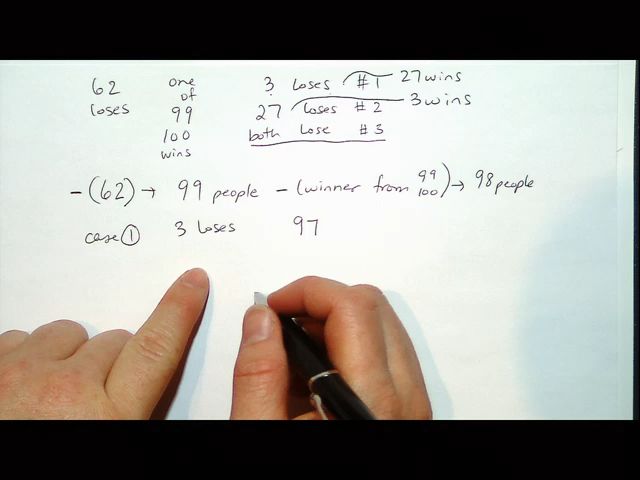 62 one 3 loses #1 27 wins
of
loses 99 27 loses #2 3 wins
100 both lose #3
wins
-(62) → 99 people - (winner from 99 100) → 98 people
case ① 3 loses 97